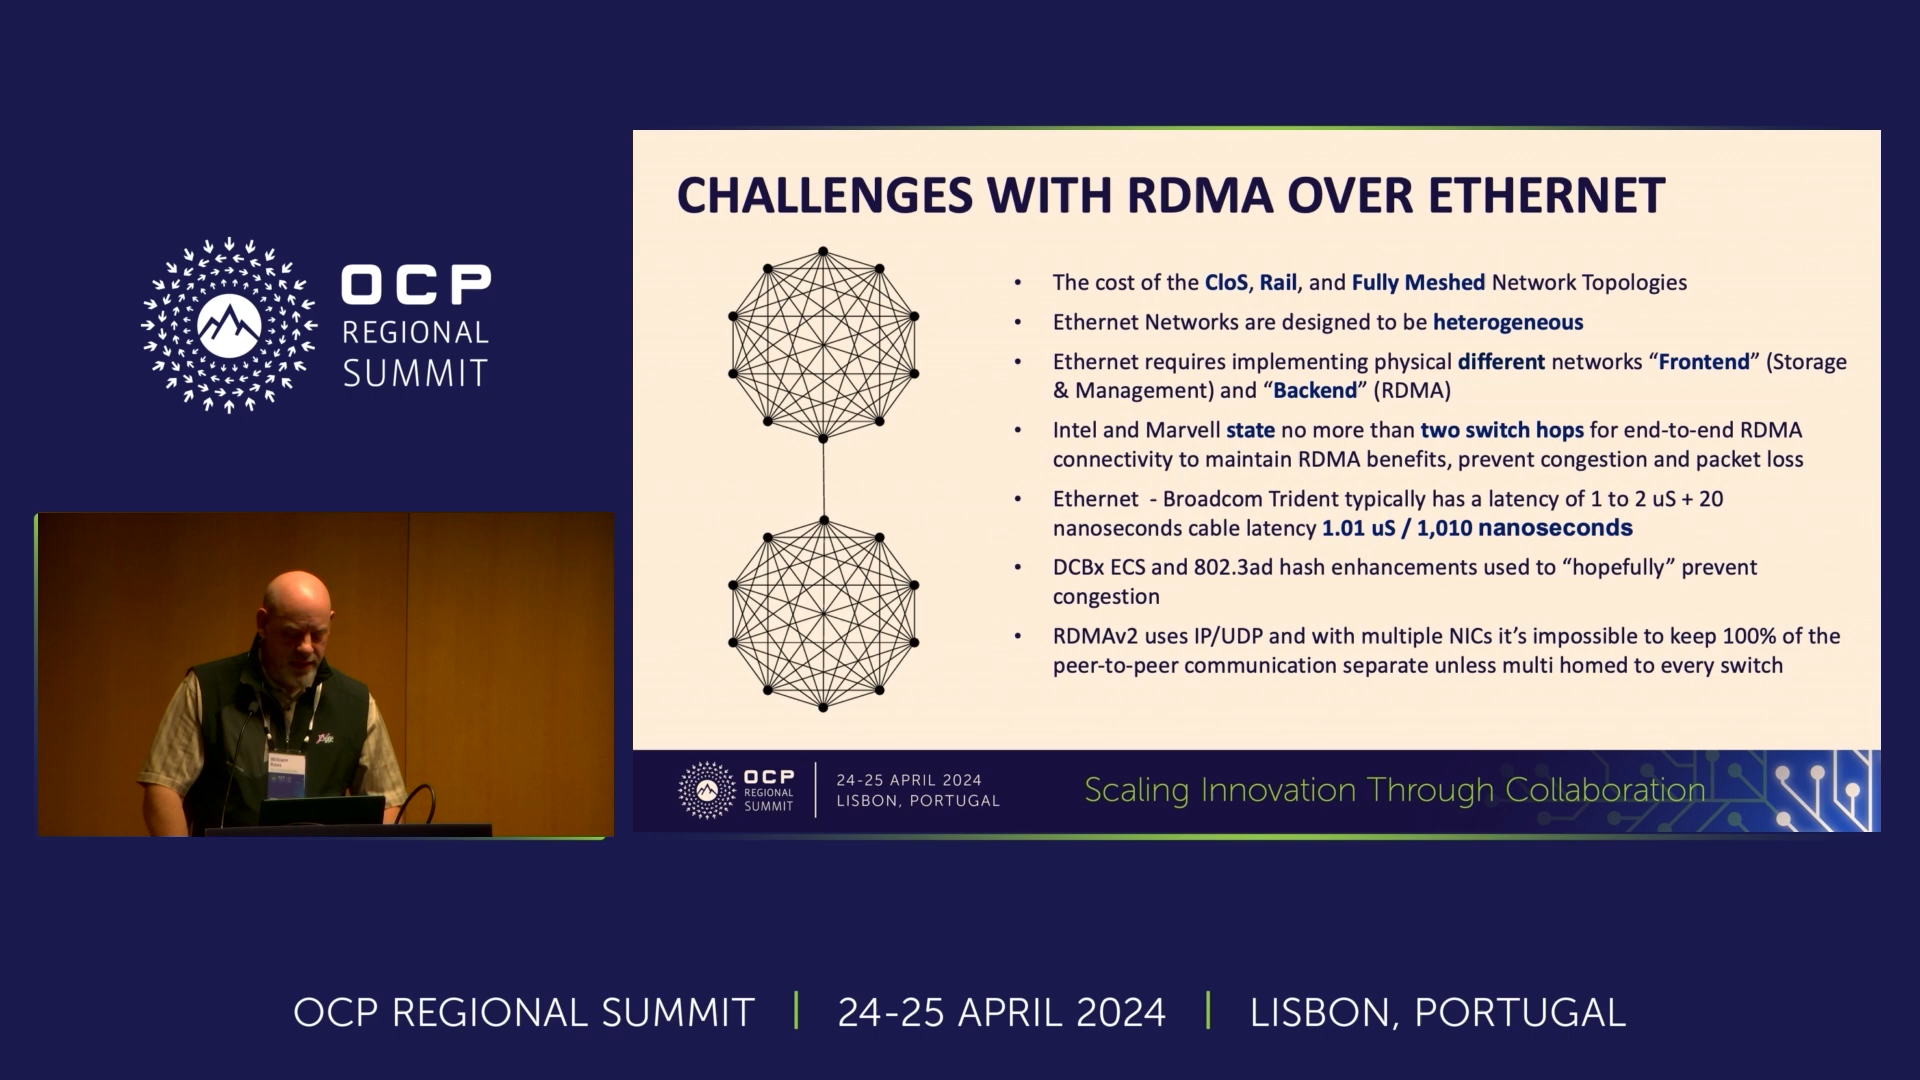 OCP
REGIONAL
SUMMIT
CHALLENGES WITH RDMA OVER ETHERNET
• The cost of the CloS, Rail, and Fully Meshed Network Topologies
• Ethernet Networks are designed to be heterogeneous
• Ethernet requires implementing physical different networks “Frontend” (Storage
& Management) and “Backend” (RDMA)
• Intel and Marvell state no more than two switch hops for end-to-end RDMA
connectivity to maintain RDMA benefits, prevent congestion and packet loss
• Ethernet - Broadcom Trident typically has a latency of 1 to 2 uS + 20
nanoseconds cable latency 1.01 uS / 1,010 nanoseconds
• DCBx ECS and 802.3ad hash enhancements used to “hopefully” prevent
congestion
• RDMAv2 uses IP/UDP and with multiple NICs it’s impossible to keep 100% of the
peer-to-peer communication separate unless multi homed to every switch
OCP
REGIONAL
SUMMIT
24-25 APRIL 2024
LISBON, PORTUGAL
Scaling Innovation Through Collaboration
William
OCP REGIONAL SUMMIT | 24-25 APRIL 2024 | LISBON, PORTUGAL